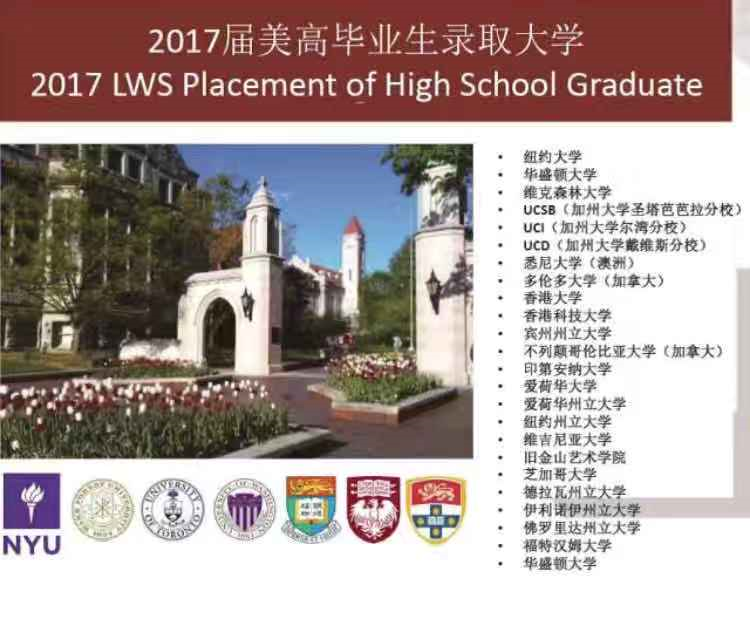 2017届美高毕业生录取大学
2017 LWS Placement of High School Graduate
• 纽约大学
• 华盛顿大学
• 维克森林大学
• UCSB（加州大学圣塔芭芭拉分校）
• UCI（加州大学尔湾分校）
• UCD（加州大学戴维斯分校）
• 悉尼大学（澳洲）
• 多伦多大学（加拿大）
• 香港大学
• 香港科技大学
• 宾州州立大学
• 不列颠哥伦比亚大学（加拿大）
• 印第安纳大学
• 爱荷华大学
• 爱荷华州立大学
• 纽约州立大学
• 维吉尼亚大学
• 旧金山艺术学院
• 芝加哥大学
• 德拉瓦州立大学
• 伊利诺伊州立大学
• 佛罗里达州立大学
• 福特汉姆大学
• 华盛顿大学
NYU
UNIVERSITY OF TORONTO